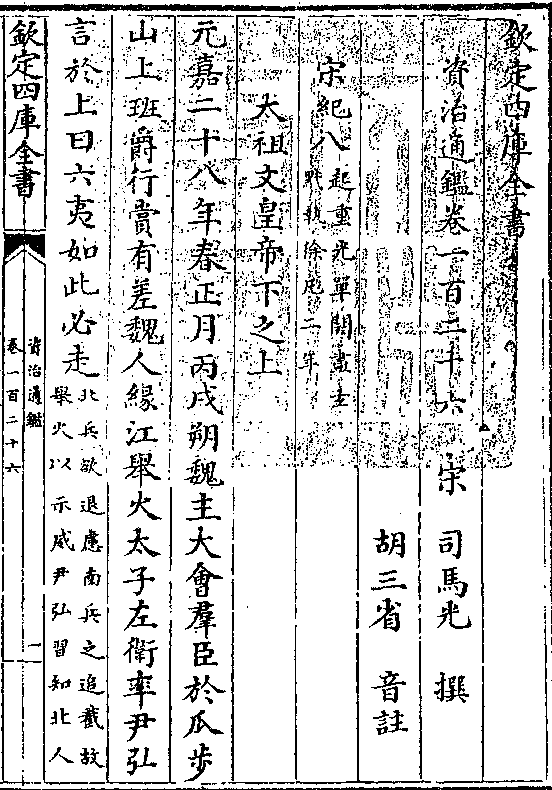 欽定四庫全書
資治通鑑卷一百二十六
宋 司馬光 撰
胡三省 音註
宋紀八起重光單閼盡玄
黓執徐凡二年
太祖文皇帝下之上
元嘉二十八年春正月丙戌朔魏主大會羣臣於瓜步
山上班爵行賞有差魏人緣江舉火太子左衛率尹弘
言於上曰六夷如此必走北兵欲退慮南兵之追截故
舉火以示威尹弘習知北人
欽定四庫全書
資治通鑑
卷一百二十六
一